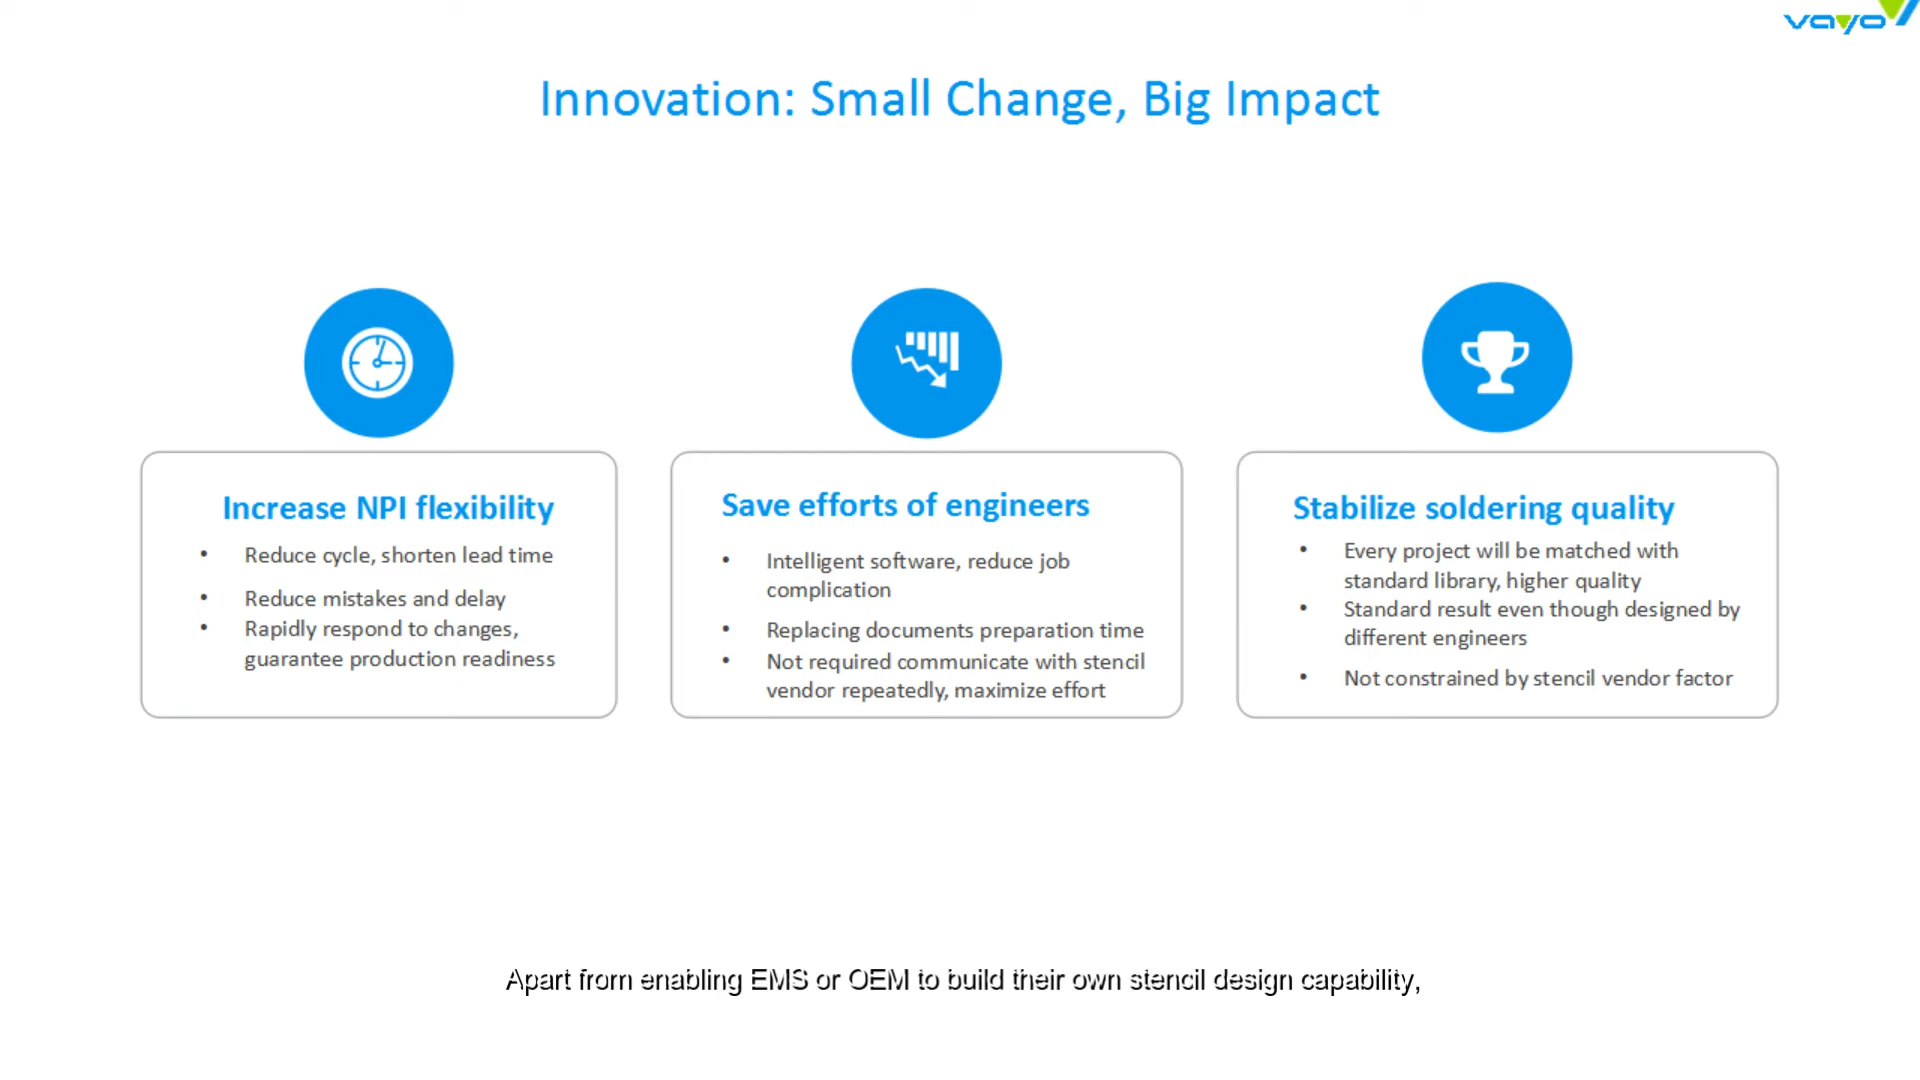 vayo
Innovation: Small Change, Big Impact
Increase NPI flexibility
• Reduce cycle, shorten lead time
• Reduce mistakes and delay
• Rapidly respond to changes,
guarantee production readiness
Save efforts of engineers
• Intelligent software, reduce job
complication
• Replacing documents preparation time
• Not required communicate with stencil
vendor repeatedly, maximize effort
Stabilize soldering quality
• Every project will be matched with
standard library, higher quality
• Standard result even though designed by
different engineers
• Not constrained by stencil vendor factor
Apart from enabling EMS or OEM to build their own stencil design capability,